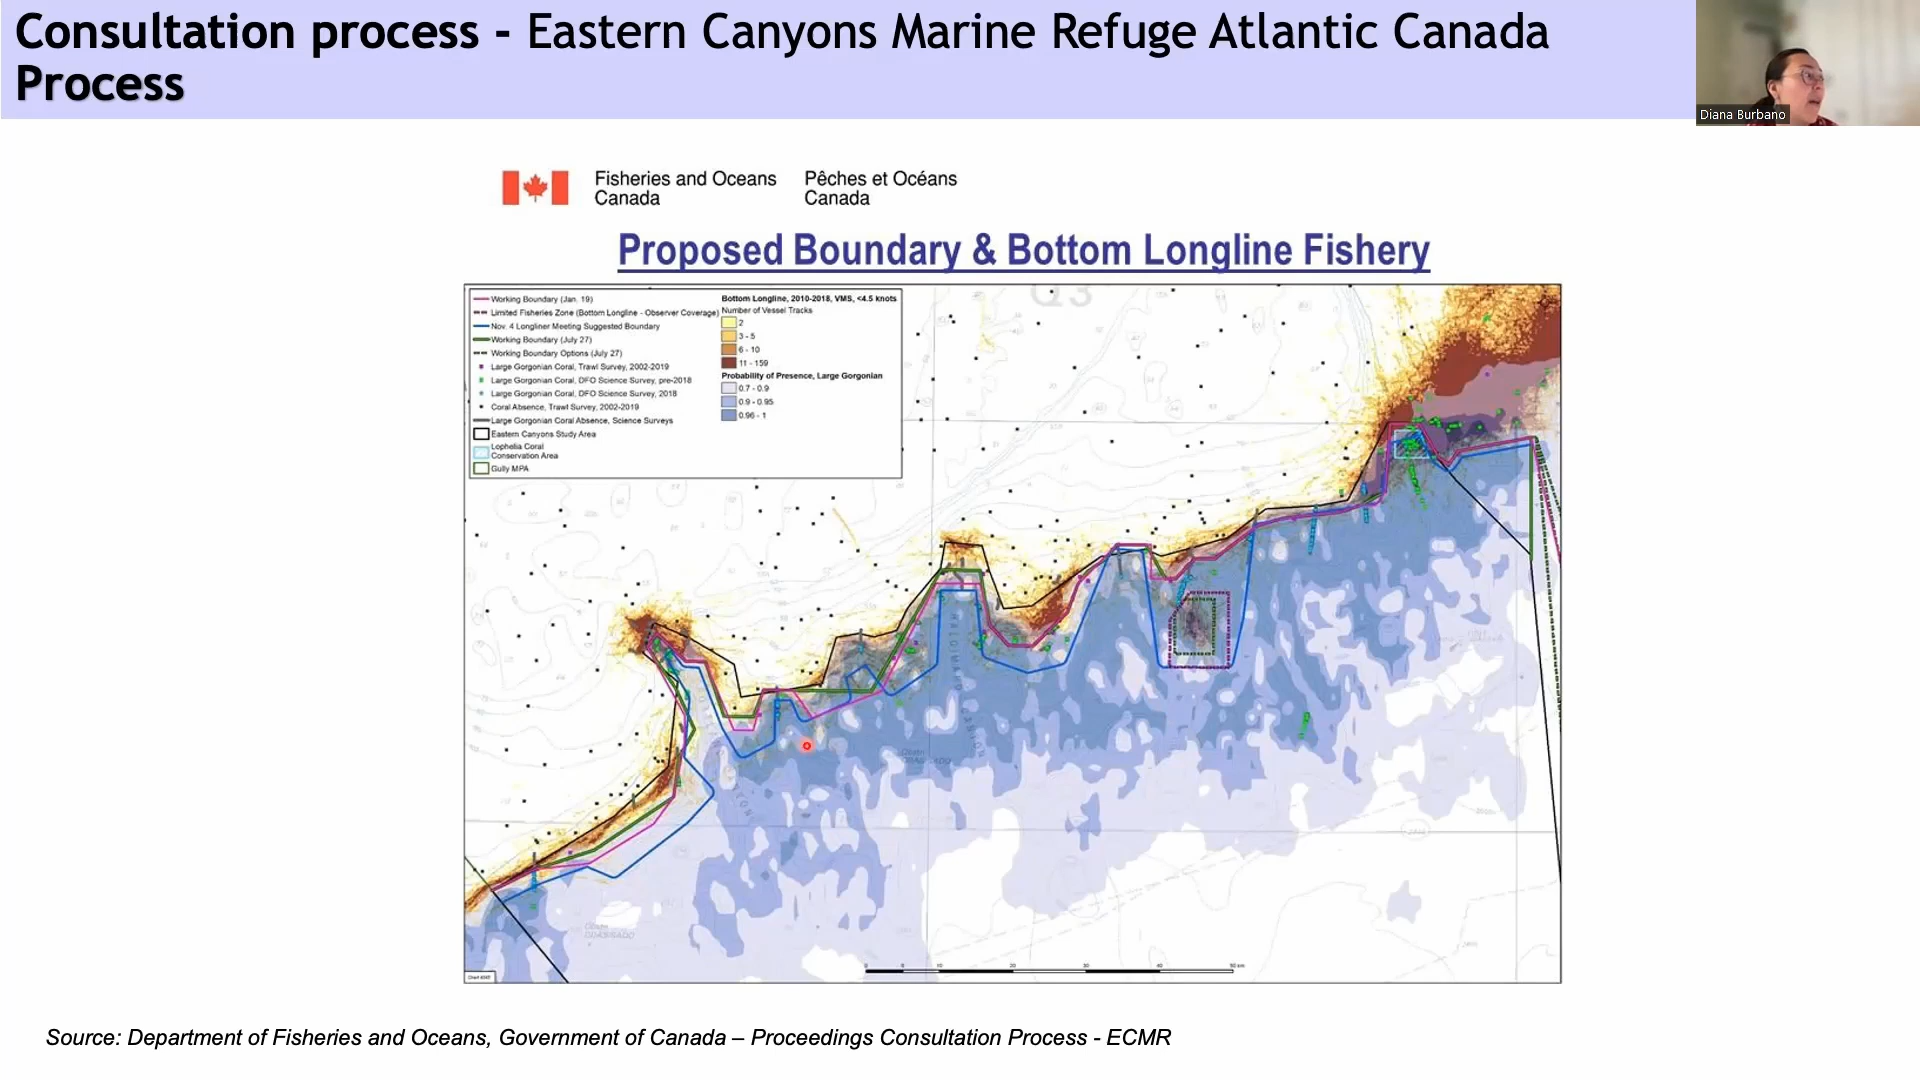 Consultation process - Eastern Canyons Marine Refuge Atlantic Canada
Process
Diana Burbano
Fisheries and Oceans
Canada
Pêches et Océans
Canada
Proposed Boundary & Bottom Longline Fishery
Working Boundary (Jan. 19)
Limited Fisheries Zone (Bottom Longline - Observer Coverage)
Nov. 4 Longliner Meeting Suggested Boundary
Working Boundary (July 27)
Working Boundary Options (July 27)
Large Gorgonian Coral, Trawl Survey, 2002-2019
Large Gorgonian Coral, DFO Science Survey, pre-2018
Large Gorgonian Coral, DFO Science Survey, 2018
Coral Absence, Trawl Survey, 2002-2019
Large Gorgonian Coral Absence, Science Surveys
Eastern Canyons Study Area
Lophelia Coral
Conservation Area
Gully MPA
Bottom Longline, 2010-2018, VMS, <4.5 knots
Number of Vessel Tracks
2
3 - 5
6 - 10
11 - 159
Probability of Presence, Large Gorgonian
0.7 - 0.9
0.9 - 0.95
0.96 - 1
Source: Department of Fisheries and Oceans, Government of Canada – Proceedings Consultation Process - ECMR